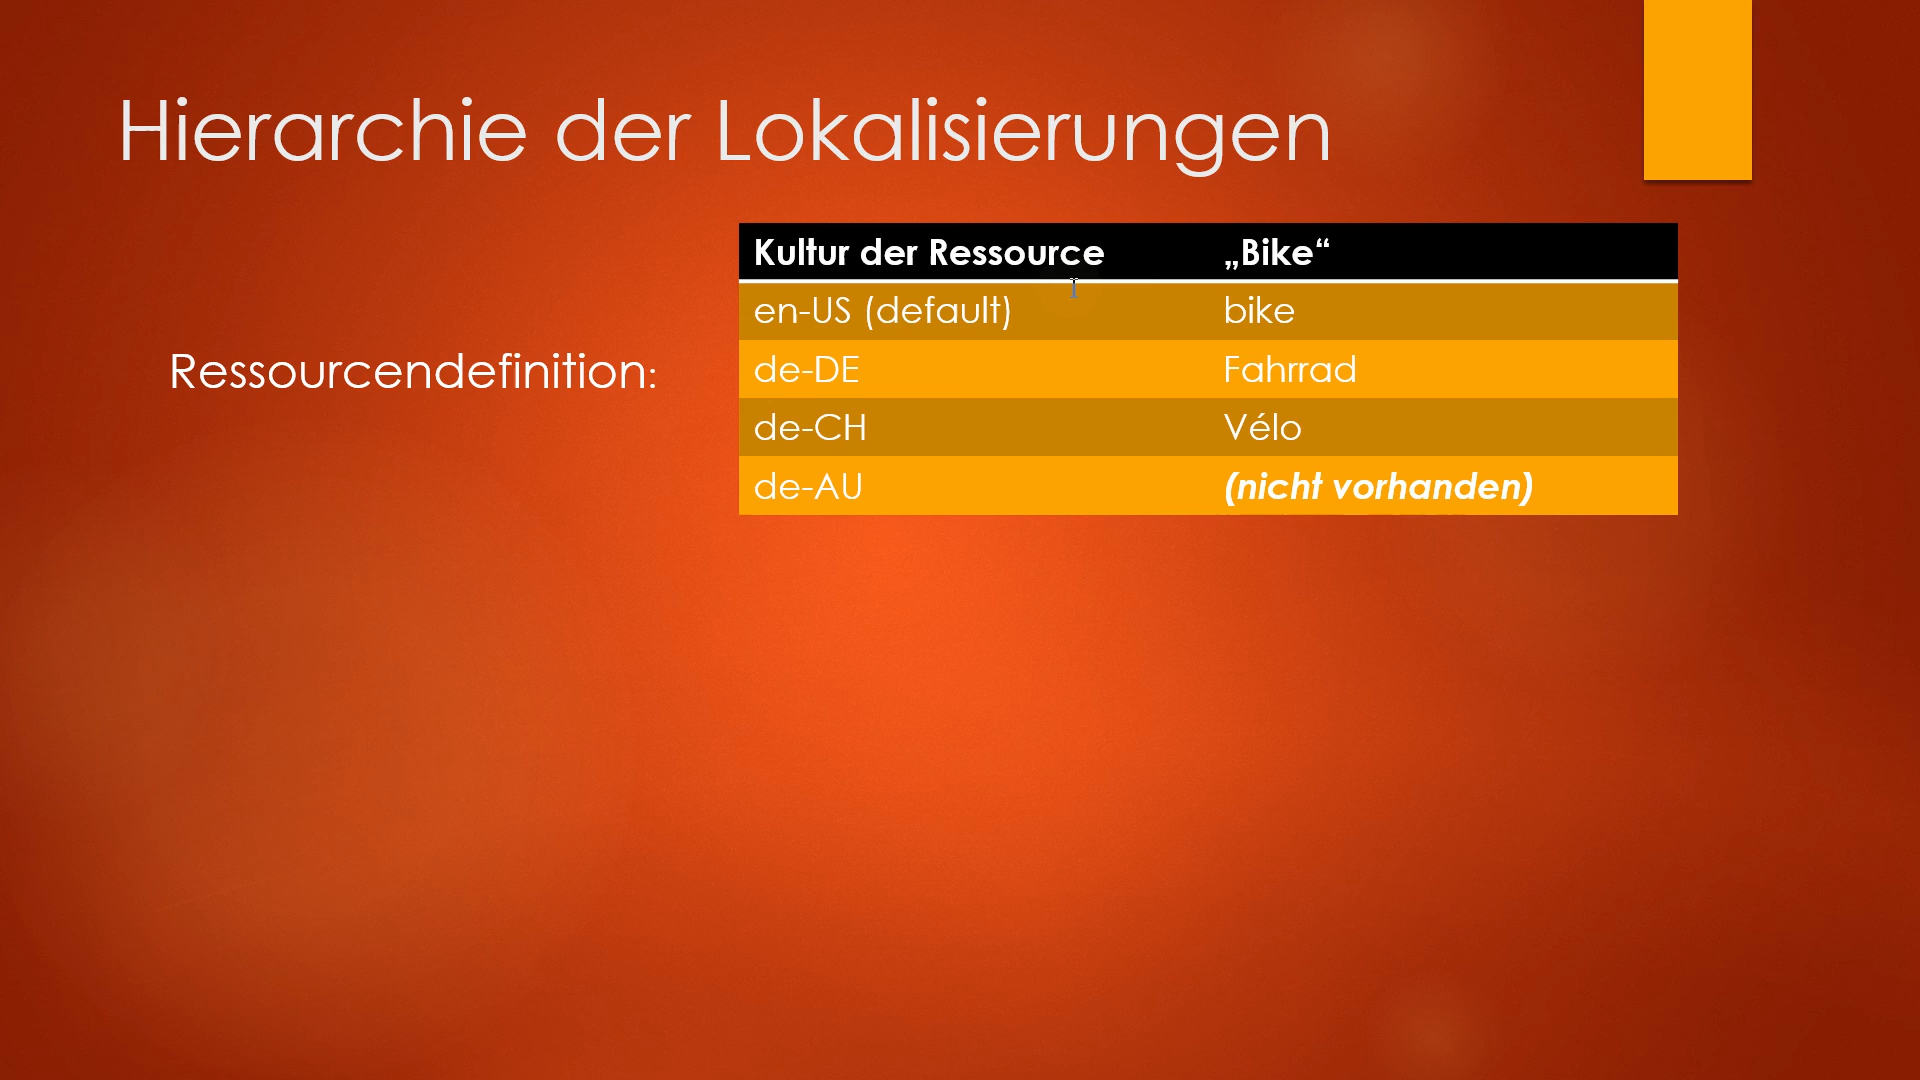 Hierarchie der Lokalisierungen
Kultur der Ressource „Bike“
en-US (default) bike
Ressourcendefinition:
de-DE Fahrrad
de-CH Vélo
de-AU (nicht vorhanden)